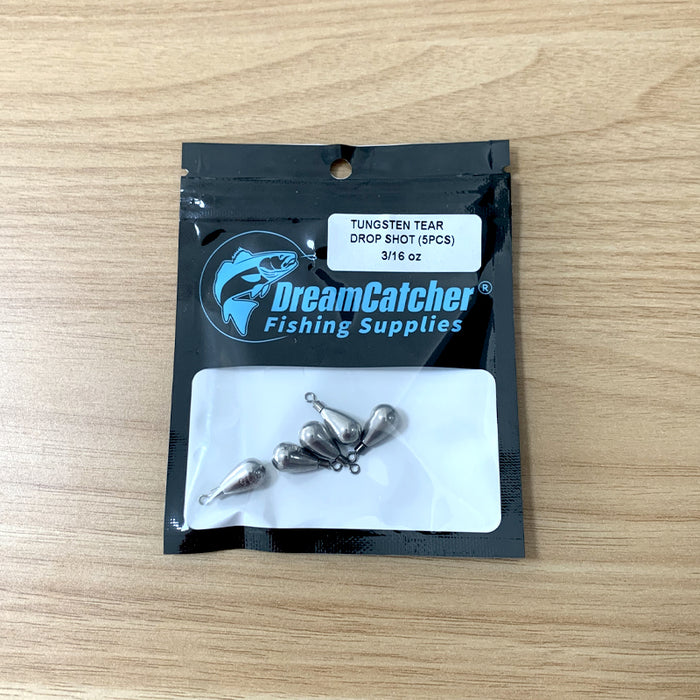 TUNGSTEN TEAR
DROP SHOT (5PCS)
3/16 oz
DreamCatcher®
Fishing Supplies